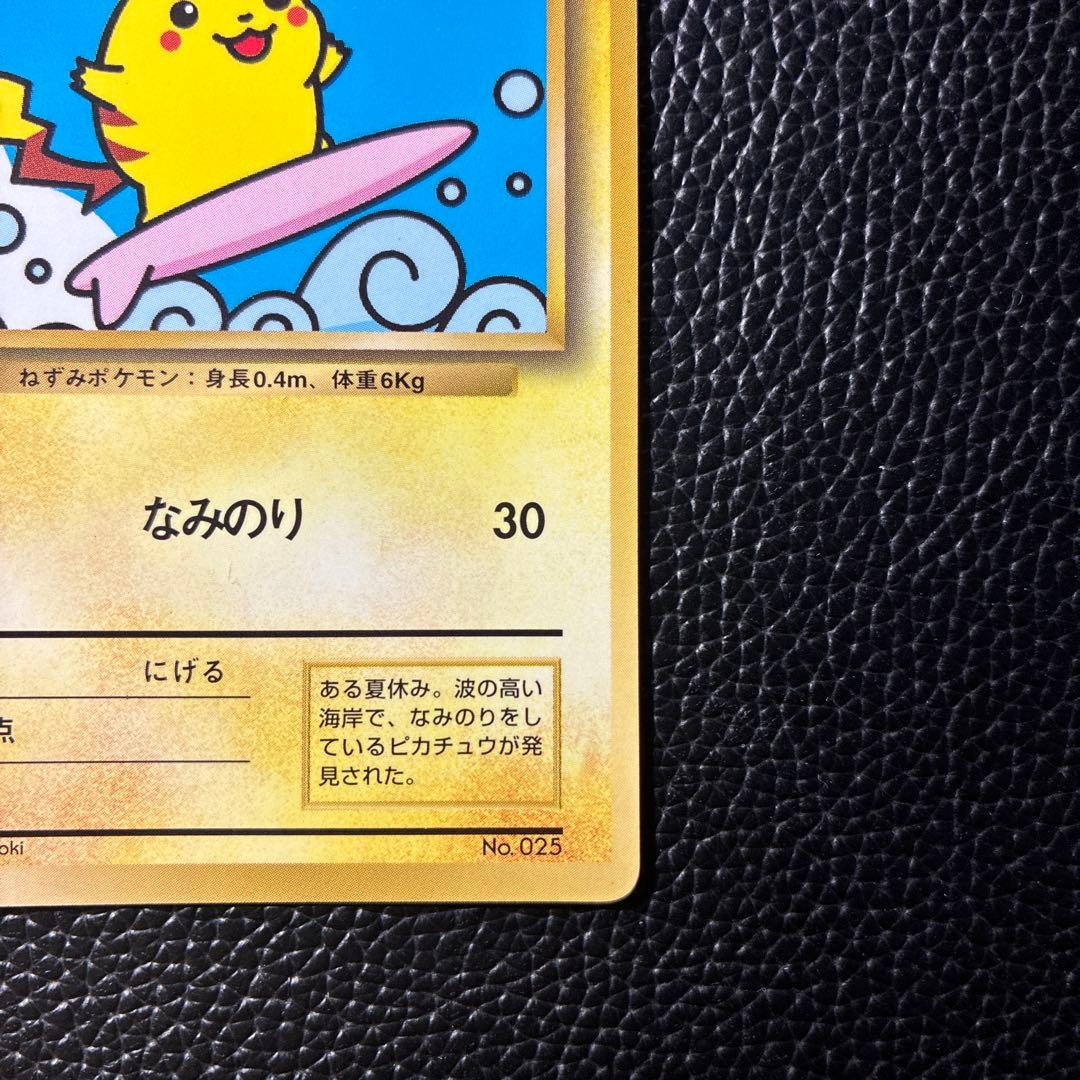 ねずみポケモン：身長0.4m、体重6Kg
なみのり 30
にげる
点
ある夏休み。波の高い
海岸で、なみのりをし
ているピカチュウが発
見された。
oki
No. 025